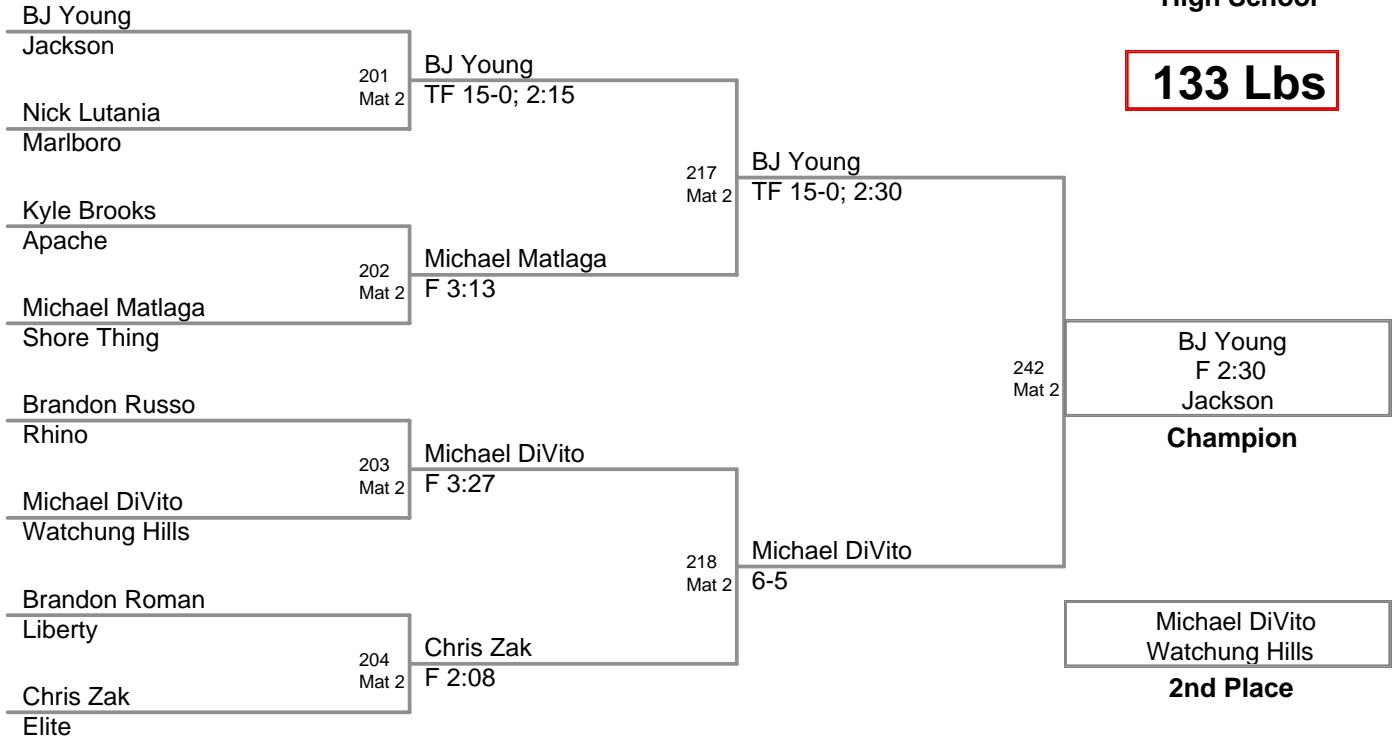 High School
133 Lbs
BJ Young
Jackson
201
Mat 2
BJ Young
TF 15-0; 2:15
Nick Lutania
Marlboro
217
Mat 2
BJ Young
TF 15-0; 2:30
Kyle Brooks
Apache
202
Mat 2
Michael Matlaga
F 3:13
Michael Matlaga
Shore Thing
242
Mat 2
BJ Young
F 2:30
Jackson
Champion
Brandon Russo
Rhino
203
Mat 2
Michael DiVito
F 3:27
Michael DiVito
Watchung Hills
218
Mat 2
Michael DiVito
6-5
Brandon Roman
Liberty
204
Mat 2
Chris Zak
F 2:08
Chris Zak
Elite
Michael DiVito
Watchung Hills
2nd Place